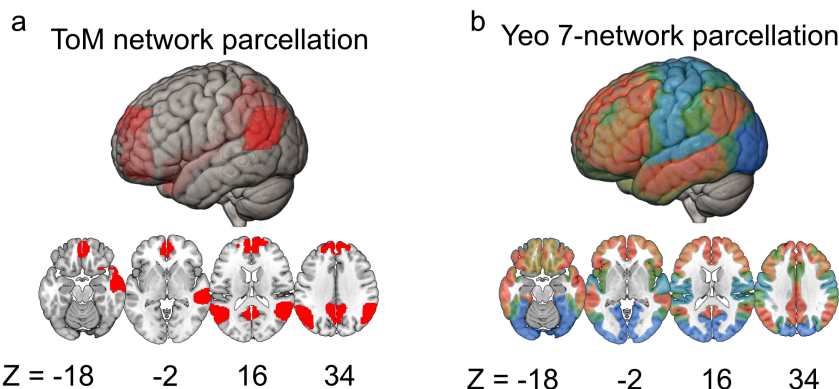 a
ToM network parcellation
Z = -18 -2 16 34
b
Yeo 7-network parcellation
Z = -18 -2 16 34